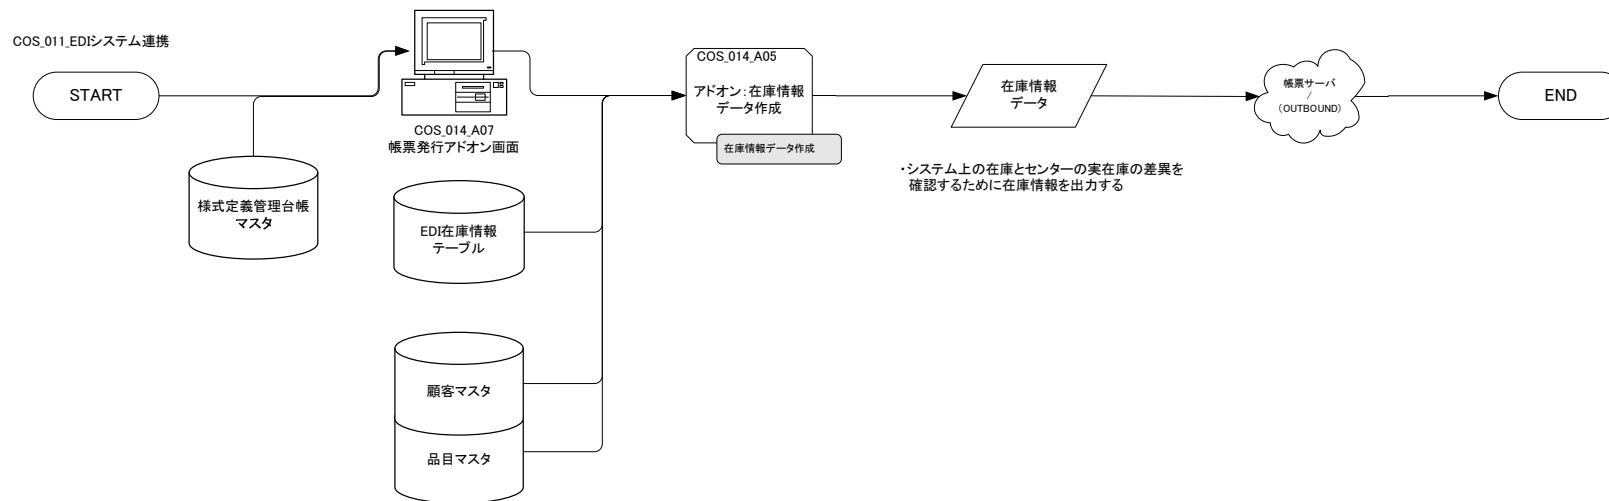 COS_011_EDIシステム連携
START
COS_014_A07
帳票発行アドオン画面
様式定義管理台帳
マスタ
EDI在庫情報
テーブル
顧客マスタ
品目マスタ
COS_014_A05
アドオン:在庫情報
データ作成
在庫情報データ作成
在庫情報
データ
・システム上の在庫とセンターの実在庫の差異を
確認するために在庫情報を出力する
帳票サーバ
/
(OUTBOUND)
END